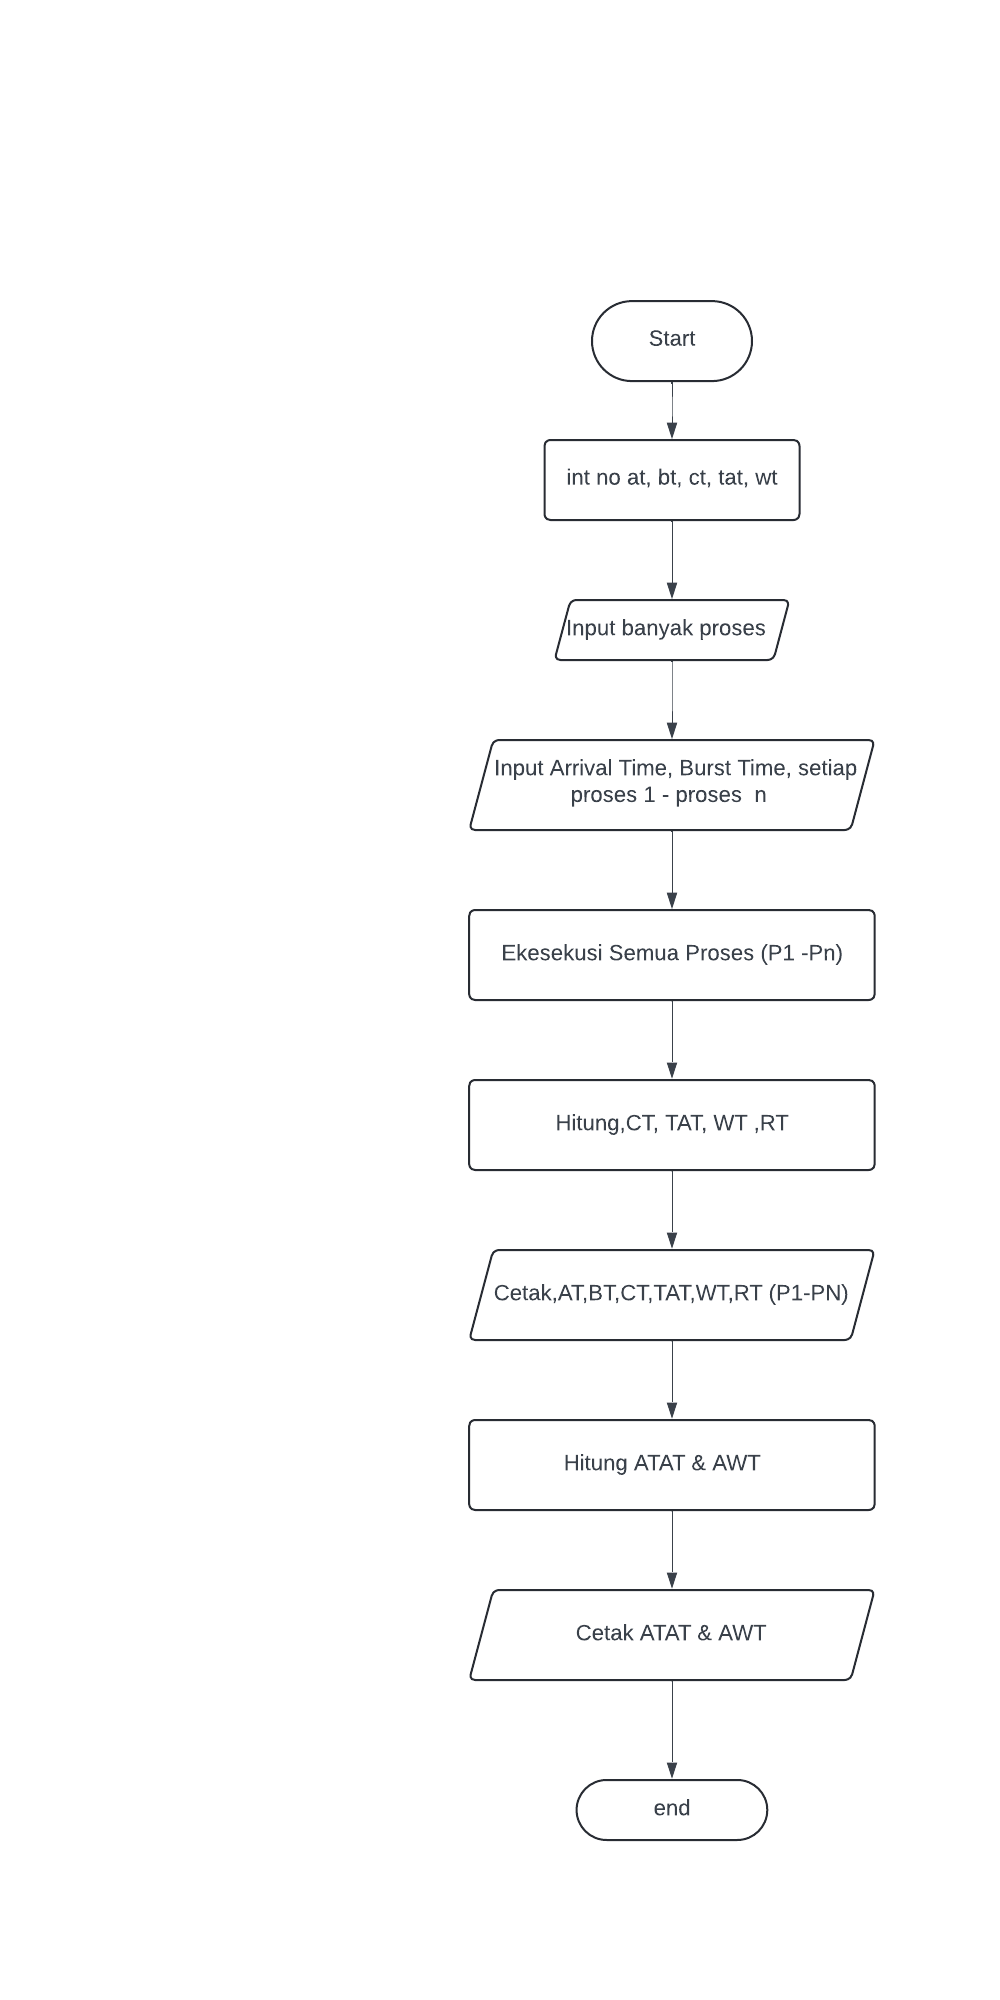 Start
int no at, bt, ct, tat, wt
Input banyak proses
Input Arrival Time, Burst Time, setiap
proses 1 - proses  n
Ekesekusi Semua Proses (P1 -Pn)
Hitung,CT, TAT, WT ,RT
Cetak,AT,BT,CT,TAT,WT,RT (P1-PN)
Hitung ATAT & AWT
Cetak ATAT & AWT
end